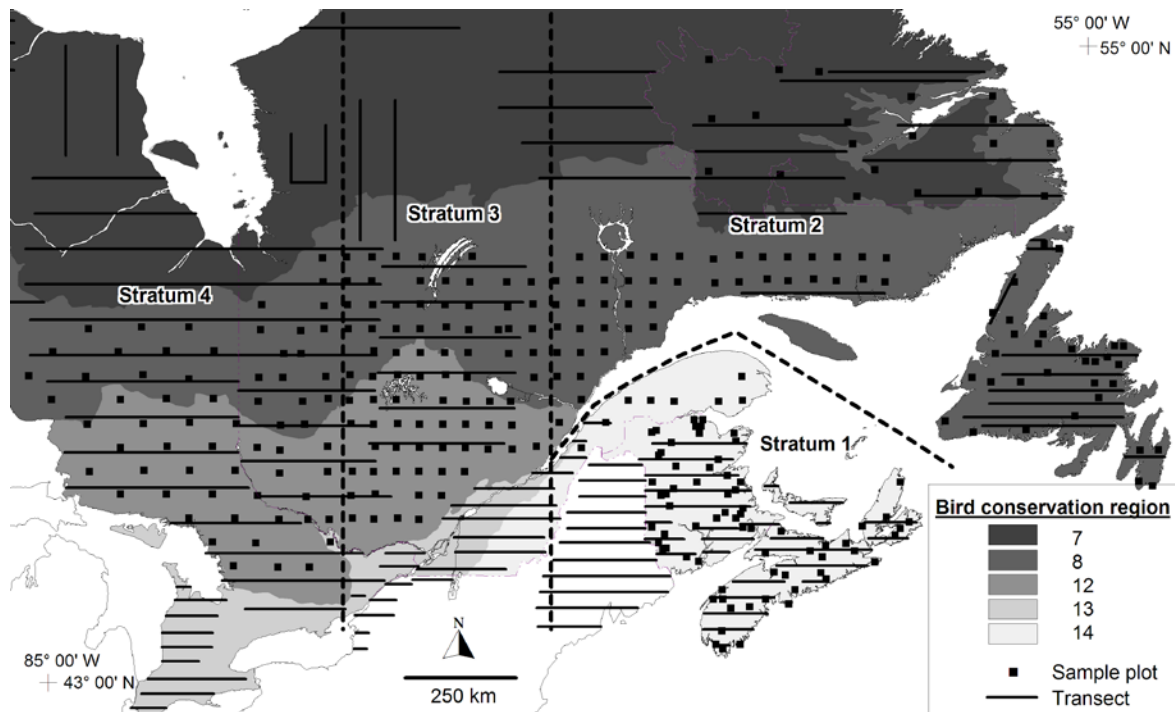 55° 00' W
55° 00' N
Stratum 3
Stratum 2
Stratum 4
Stratum 1
Bird conservation region
7
8
12
13
14
Sample plot
Transect
N
250 km
85° 00' W
43° 00' N